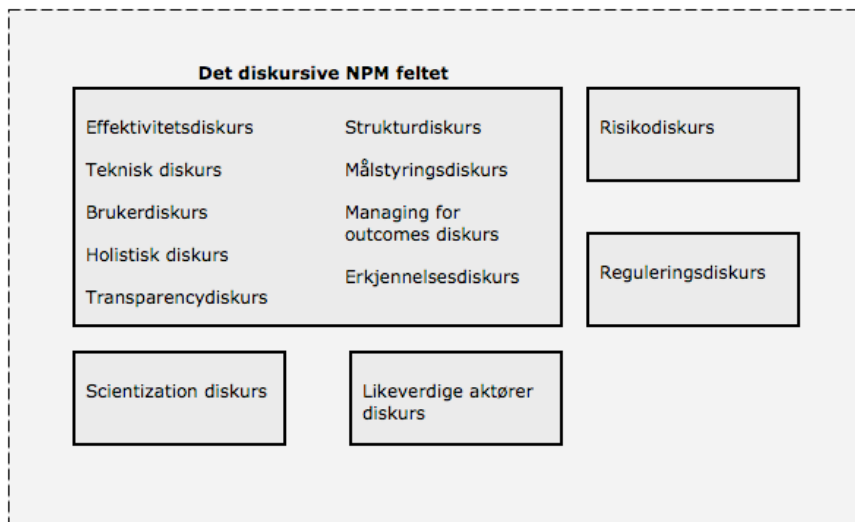 Det diskursive NPM feltet
Effektivitetsdiskurs
Teknisk diskurs
Brukerdiskurs
Holistisk diskurs
Transparencydiskurs
Strukturdiskurs
Målstyringsdiskurs
Managing for
outcomes diskurs
Erkjennelsesdiskurs
Risikodiskurs
Reguleringsdiskurs
Scientization diskurs
Likeverdige aktører
diskurs